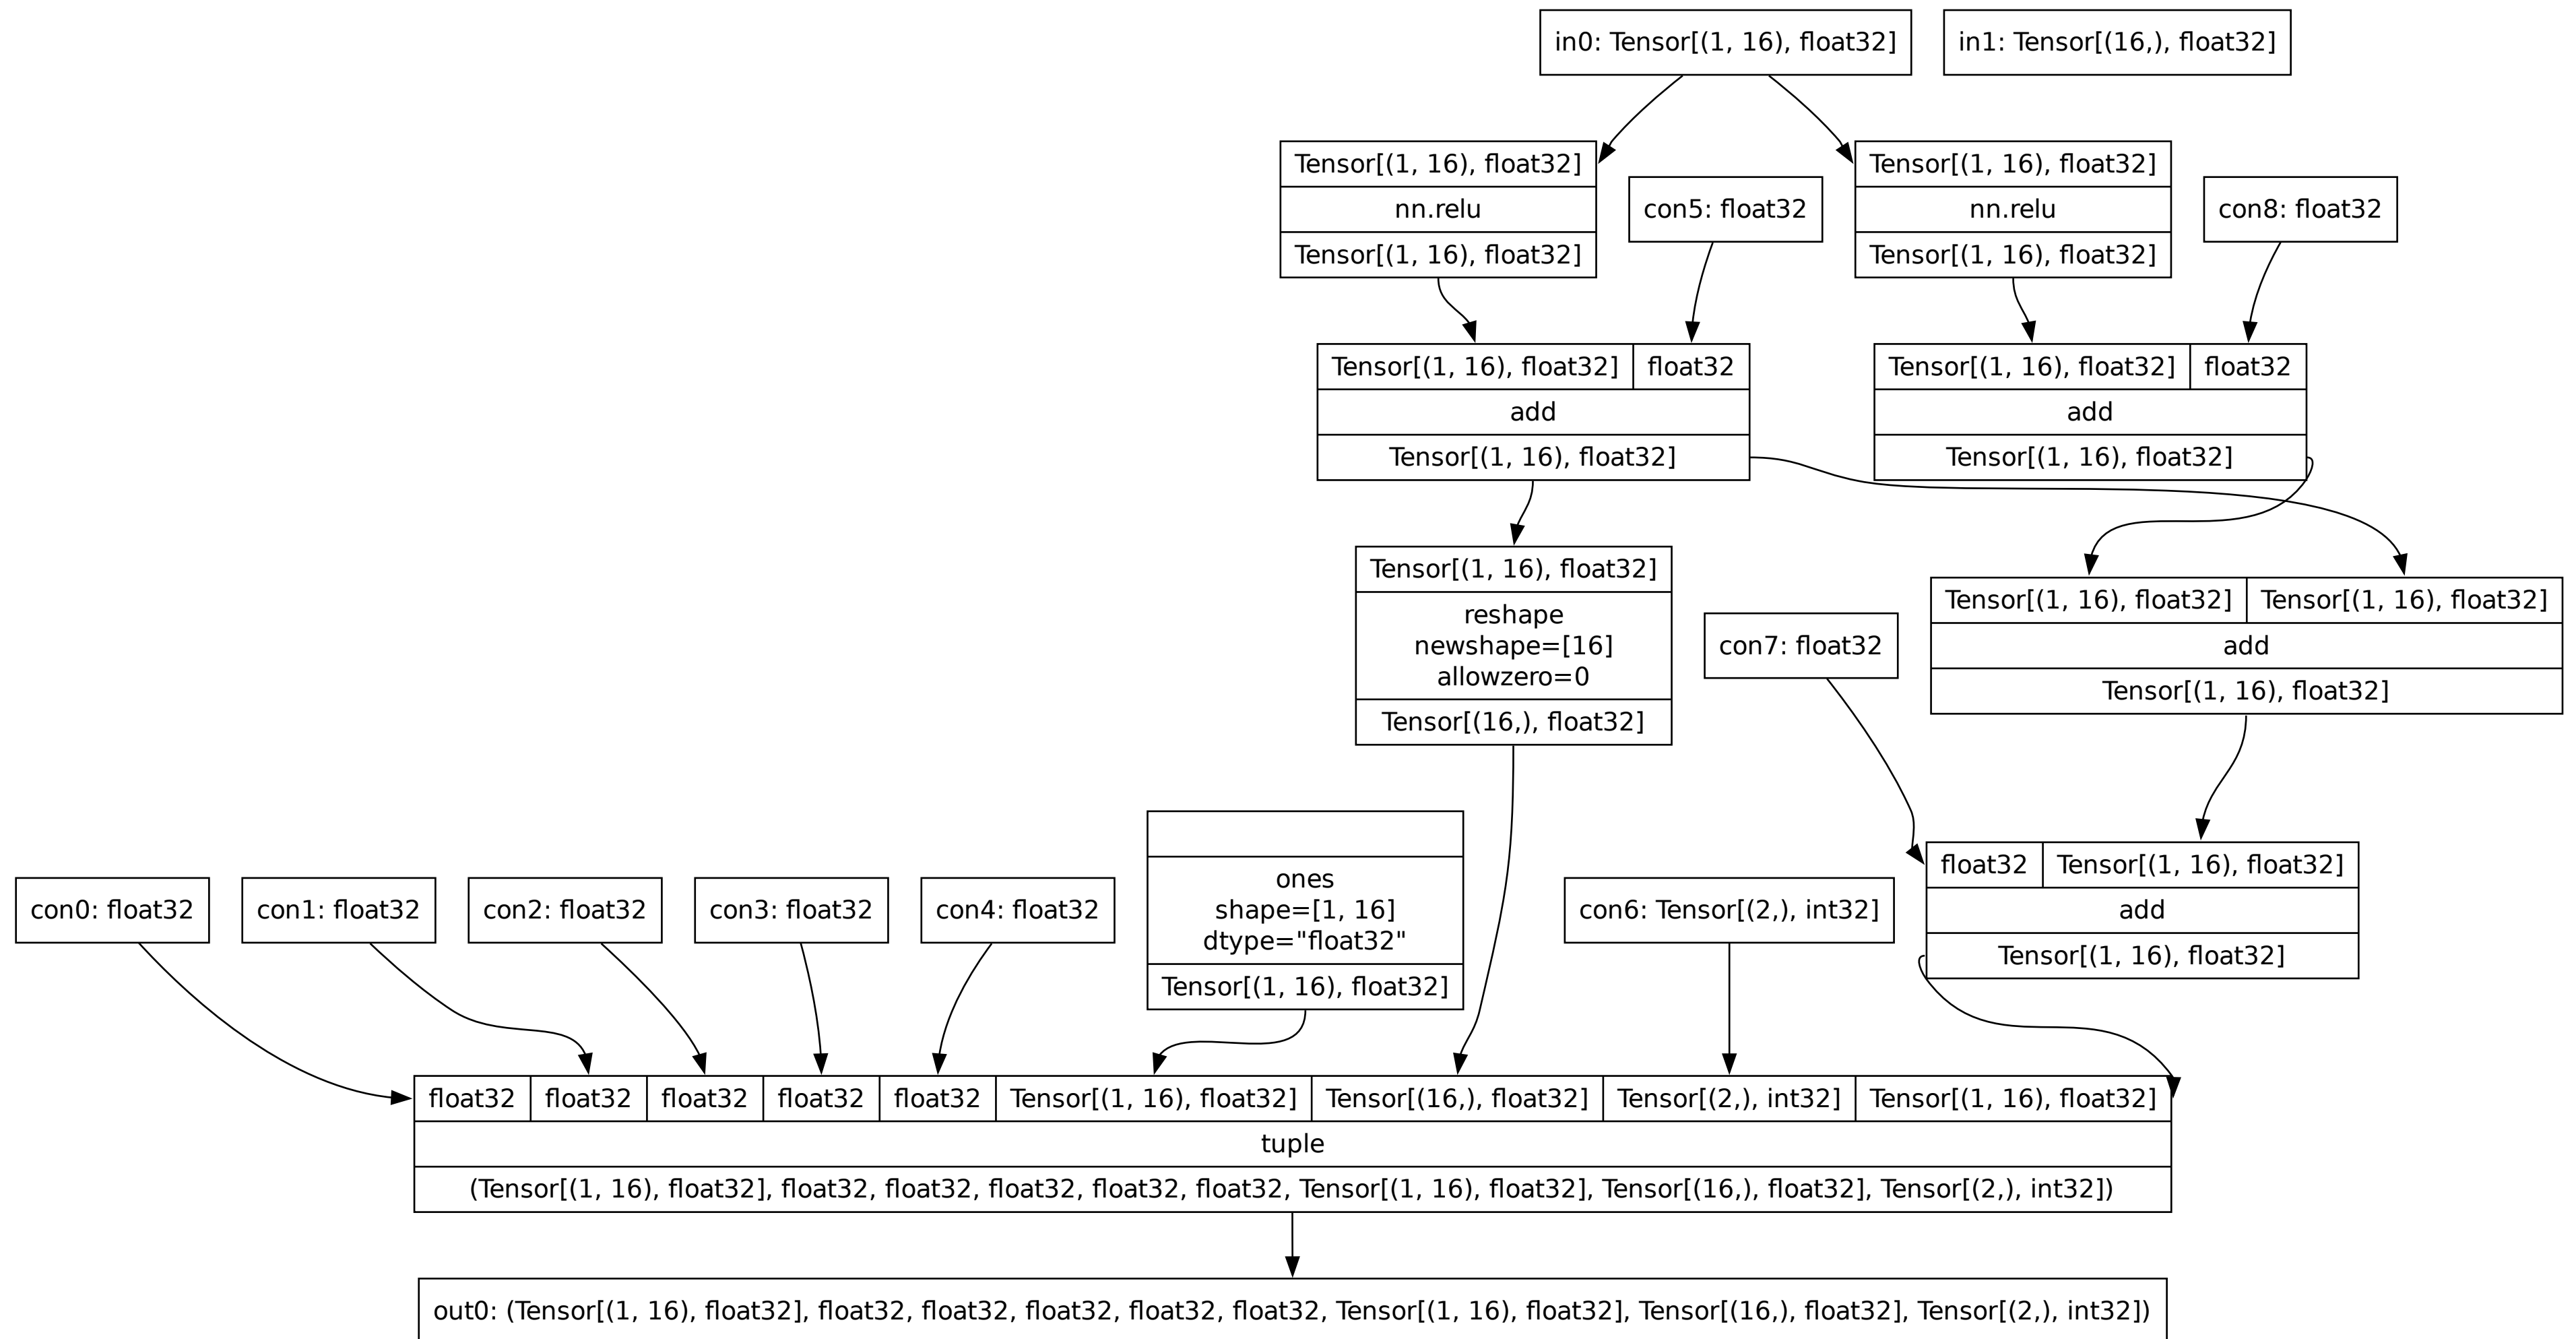 in0: Tensor[(1, 16), float32]
in1: Tensor[(16,), float32]
Tensor[(1, 16), float32]
nn.relu
Tensor[(1, 16), float32]
con5: float32
Tensor[(1, 16), float32]
nn.relu
Tensor[(1, 16), float32]
con8: float32
Tensor[(1, 16), float32]
float32
add
Tensor[(1, 16), float32]
Tensor[(1, 16), float32]
float32
add
Tensor[(1, 16), float32]
Tensor[(1, 16), float32]
reshape
newshape=[16]
allowzero=0
Tensor[(16,), float32]
con7: float32
Tensor[(1, 16), float32]
Tensor[(1, 16), float32]
add
Tensor[(1, 16), float32]
con0: float32
con1: float32
con2: float32
con3: float32
con4: float32
ones
shape=[1, 16]
dtype="float32"
Tensor[(1, 16), float32]
con6: Tensor[(2,), int32]
float32
Tensor[(1, 16), float32]
add
Tensor[(1, 16), float32]
float32
float32
float32
float32
float32
Tensor[(1, 16), float32]
Tensor[(16,), float32]
Tensor[(2,), int32]
Tensor[(1, 16), float32]
tuple
(Tensor[(1, 16), float32], float32, float32, float32, float32, float32, Tensor[(1, 16), float32], Tensor[(16,), float32], Tensor[(2,), int32])
out0: (Tensor[(1, 16), float32], float32, float32, float32, float32, float32, Tensor[(1, 16), float32], Tensor[(16,), float32], Tensor[(2,), int32])